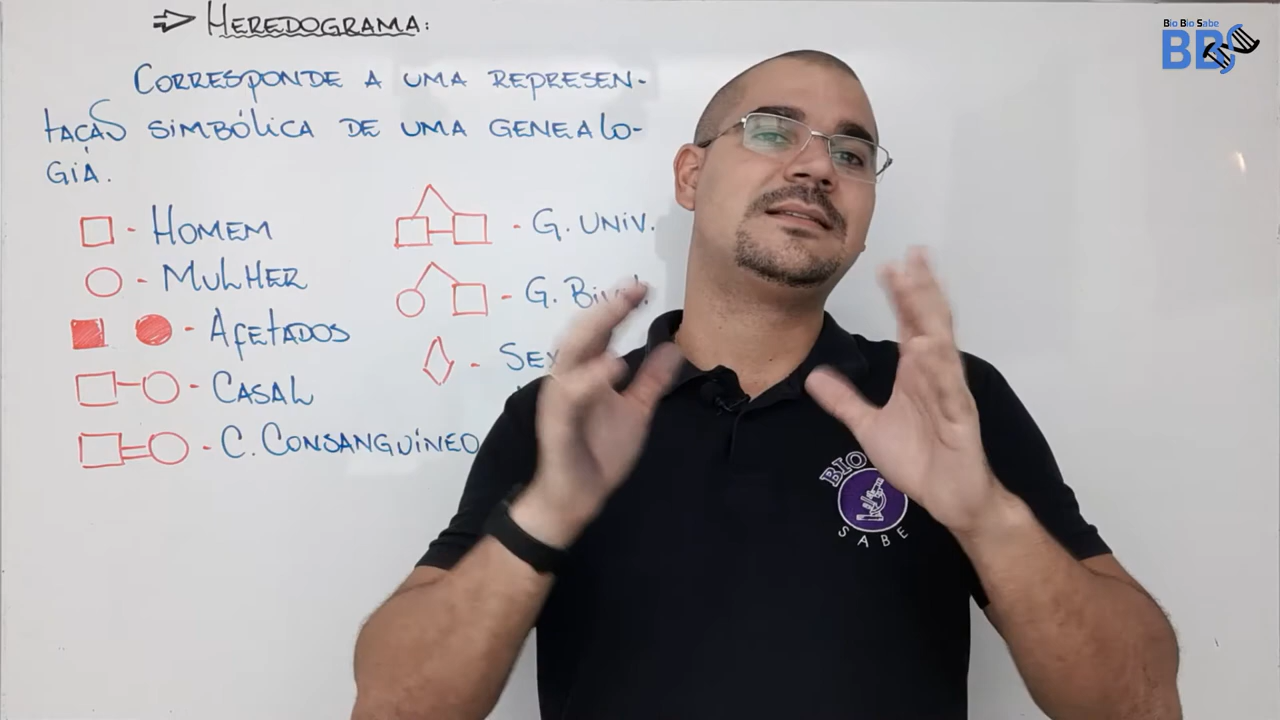 ⇒ HEREDOGRAMA:
CORRESPONDE A UMA REPRESEN-
TAÇÃO SIMBÓLICA DE UMA GENEALO-
GIA.
- HOMEM
- MULHER
- AFETADOS
- CASAL
- C. CONSANGUÍNEO
- G. UNIV.
- G.
-
Bio Bio Sabe
BBS
BIO
SABE